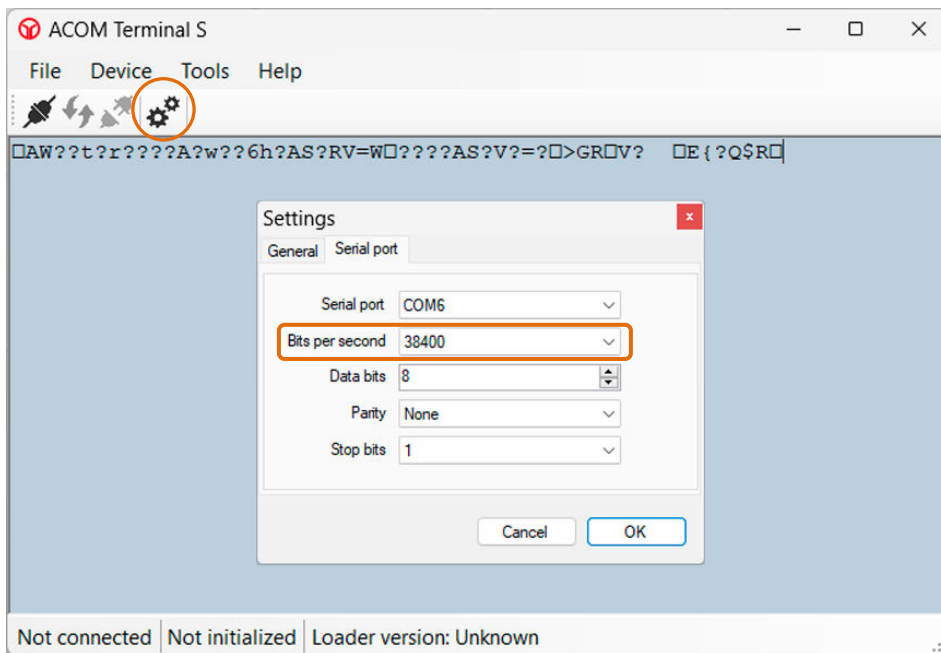 ACOM Terminal S
File Device Tools Help
□AW??t?r????A?w??6h?AS?RV=W□????AS?V?=?□>GR□V? □E{?Q$R□
Settings
General Serial port
Serial port COM6
Bits per second 38400
Data bits 8
Parity None
Stop bits 1
Cancel OK
Not connected Not initialized Loader version: Unknown